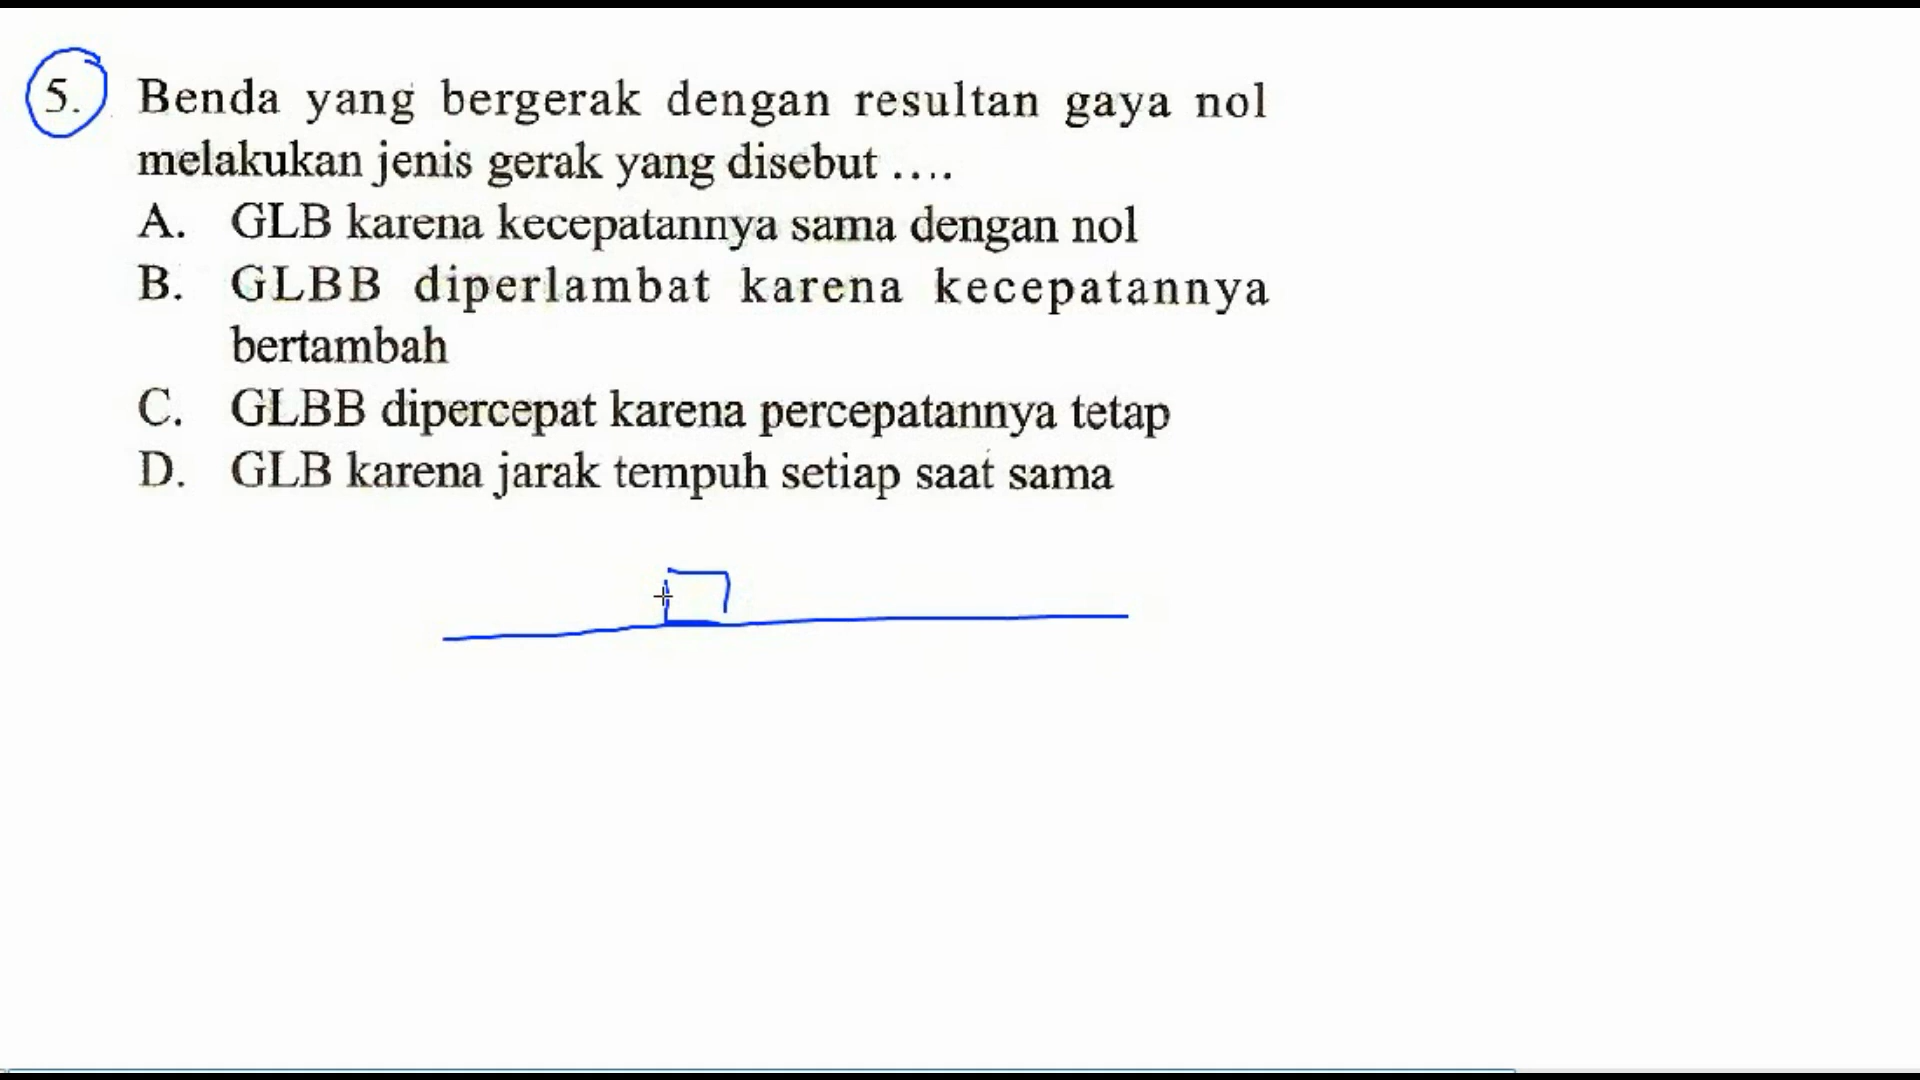 5. Benda yang bergerak dengan resultan gaya nol
melakukan jenis gerak yang disebut ....
A. GLB karena kecepatannya sama dengan nol
B. GLBB diperlambat karena kecepatannya
bertambah
C. GLBB dipercepat karena percepatannya tetap
D. GLB karena jarak tempuh setiap saat sama